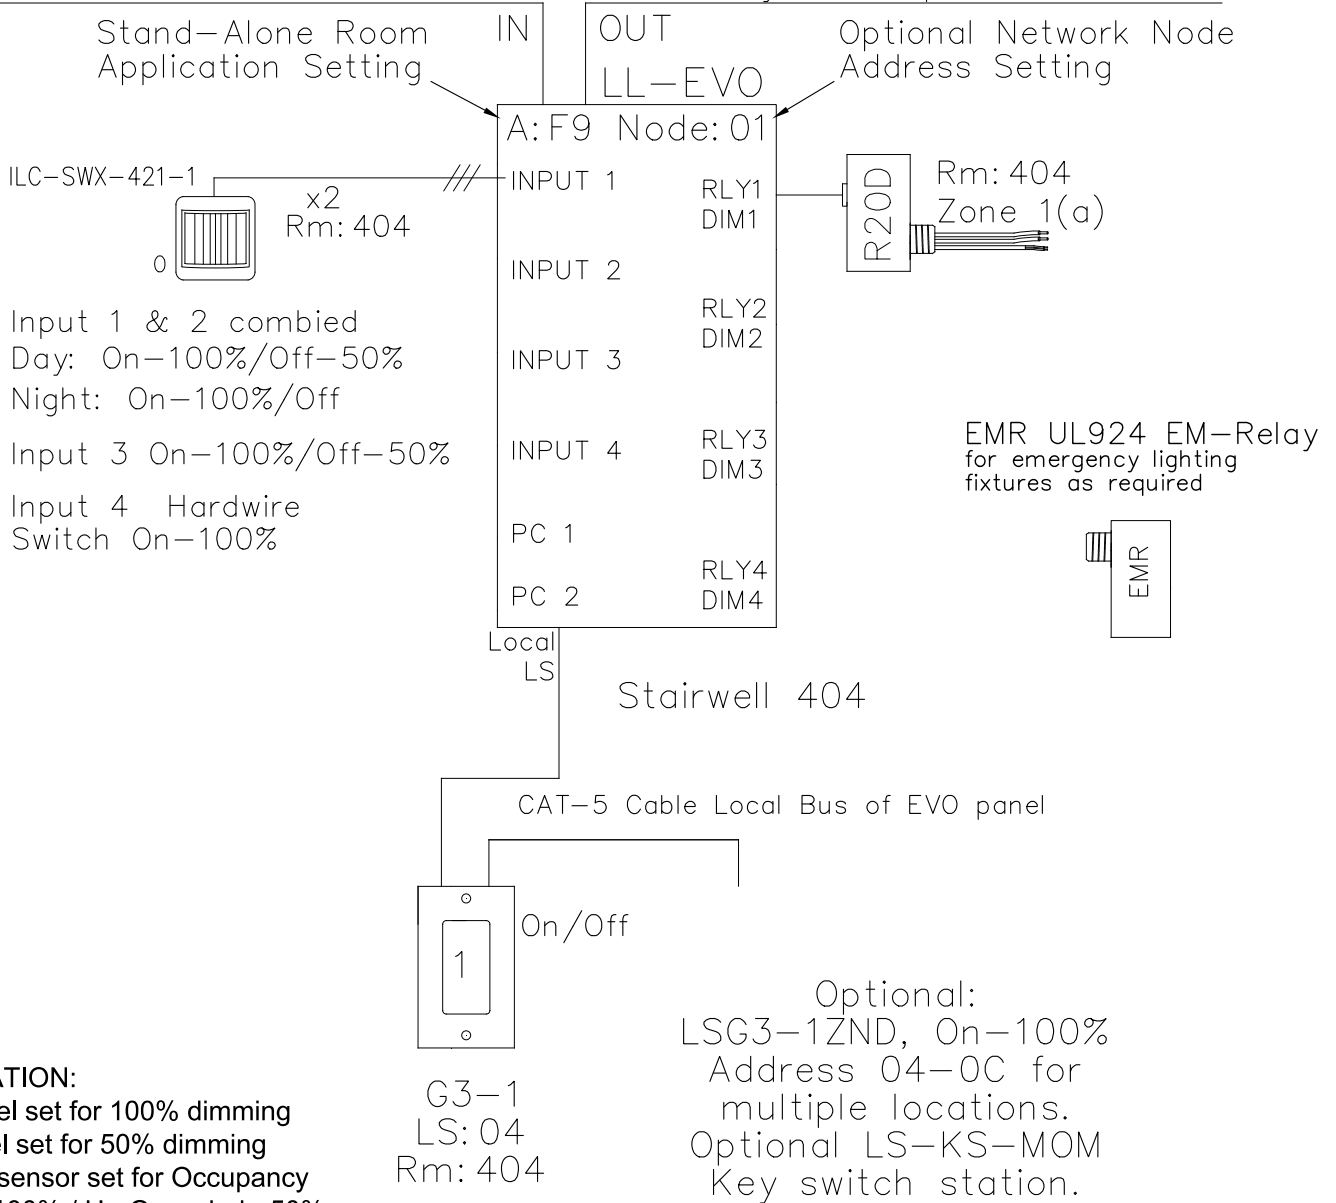 Stand-Alone Room
Application Setting
IN
OUT
Optional Network Node
Address Setting
LL-EVO
A:F9 Node:01
ILC-SWX-421-1
x2
Rm:404
0
INPUT 1
INPUT 2
INPUT 3
INPUT 4
PC 1
PC 2
RLY1
DIM1
RLY2
DIM2
RLY3
DIM3
RLY4
DIM4
R20D
Rm:404
Zone 1(a)
Input 1 & 2 combied
Day: On-100%/Off-50%
Night: On-100%/Off
Input 3 On-100%/Off-50%
Input 4 Hardwire
Switch On-100%
EMR UL924 EM-Relay
for emergency lighting
fixtures as required
EMR
Local
LS
Stairwell 404
CAT-5 Cable Local Bus of EVO panel
1
On/Off
G3-1
LS:04
Rm:404
Optional:
LSG3-1ZND, On-100%
Address 04-0C for
multiple locations.
Optional LS-KS-MOM
Key switch station.
ATION:
el set for 100% dimming
el set for 50% dimming
sensor set for Occupancy